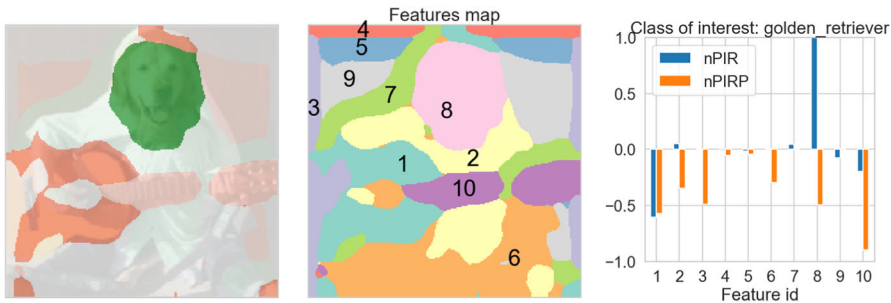 Features map
4
5
9
3
7
8
1
2
10
6
Class of interest: golden_retriever
nPIR
nPIRP
1.0
0.5
0.0
−0.5
−1.0
1 2 3 4 5 6 7 8 9 10
Feature id